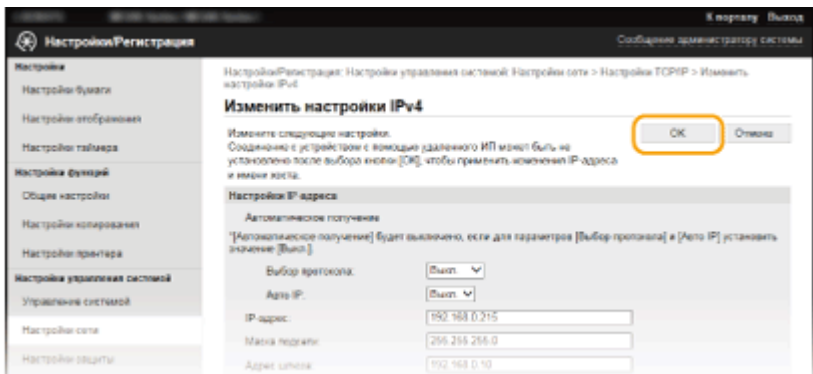 К порталу Выход
Настройки/Регистрация
Сообщение администратору системы
Настройка
Настройки бумаги
Настройки отображения
Настройки таймера
Настройка функций
Общие настройки
Настройки копирования
Настройки принтера
Настройки управления системой
Управление системой
Настройки сети
Настройки защиты
Настройки/Регистрация: Настройки управления системой: Настройки сети > Настройки TCP/IP > Изменить
настройки IPv4
Изменить настройки IPv4
Измените следующие настройки.
Соединение с устройством с помощью удаленного ИП может быть не
установлено после выбора кнопки [OK], чтобы применить изменения IP-адреса
и имени хоста.
OK Отмена
Настройки IP-адреса
Автоматическое получение
*[Автоматическое получение] будет выключено, если для параметров [Выбор протокола] и [Авто IP] установить
значение [Выкл.].
Выбор протокола: Выкл.
Авто IP: Выкл.
IP-адрес: 192.168.0.215
Маска подсети: 255.255.255.0
Адрес шлюза: 192.168.0.10